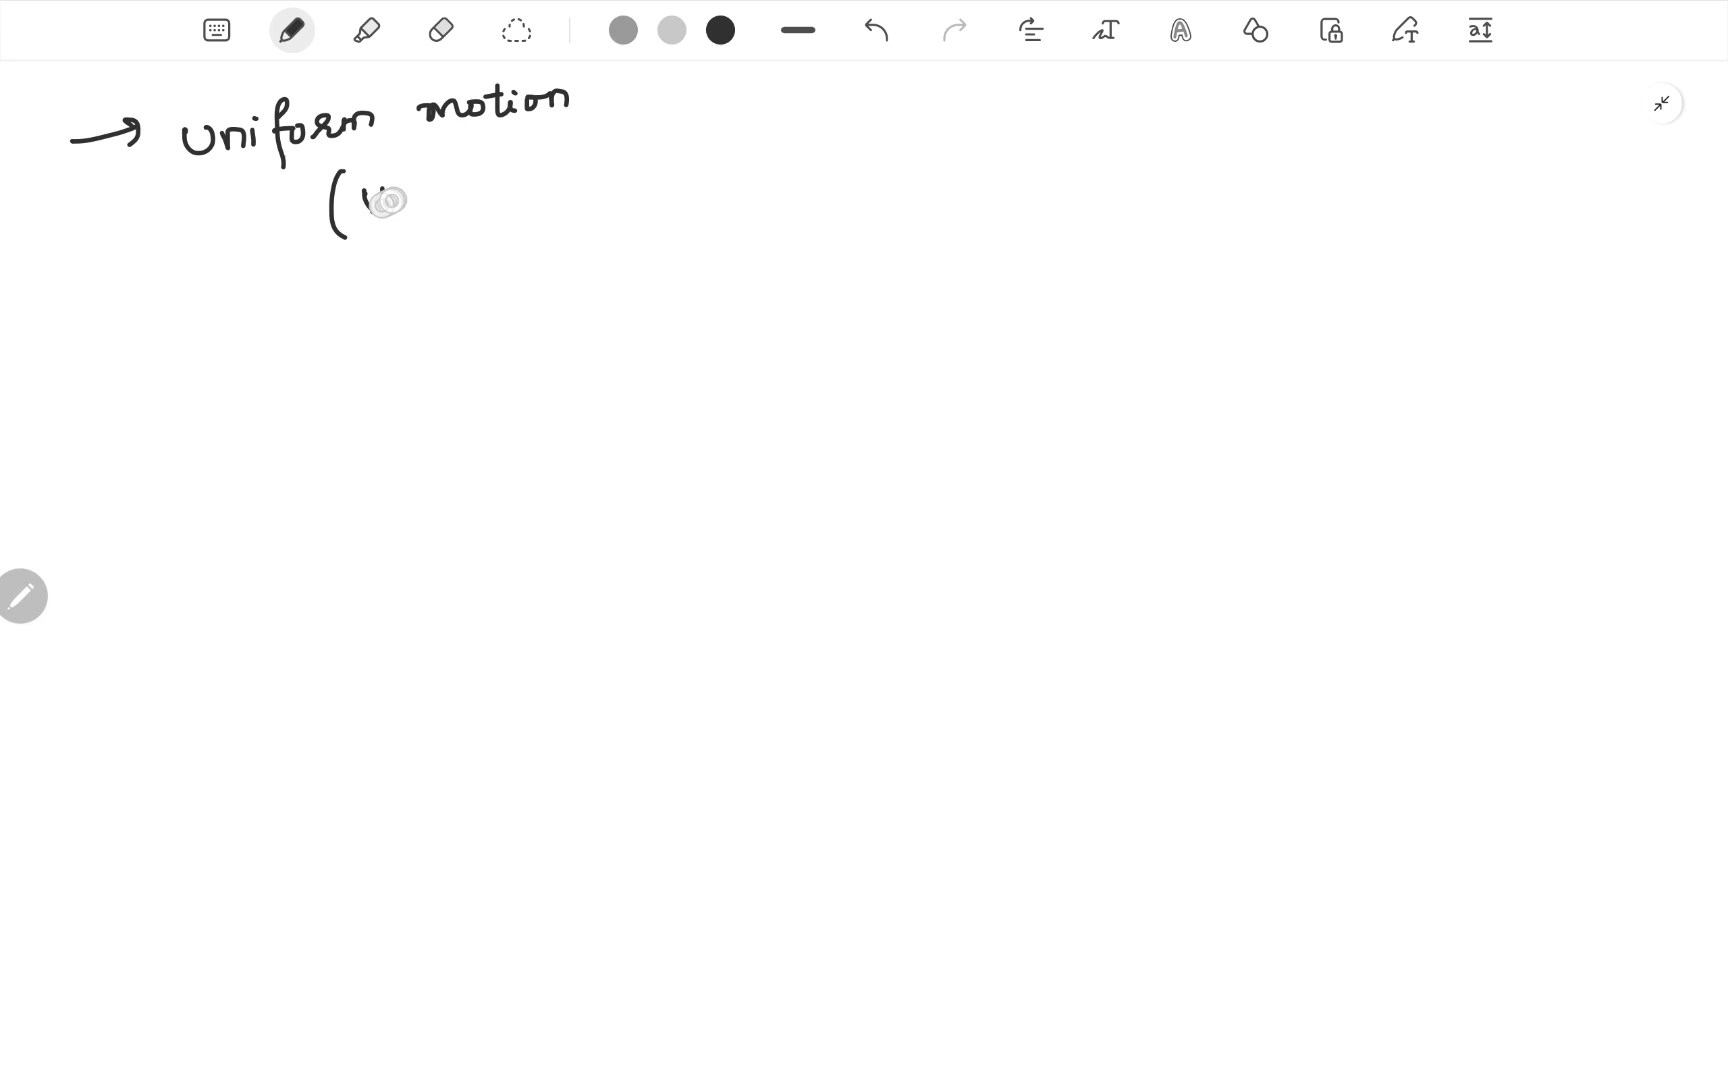 → uniform motion
(